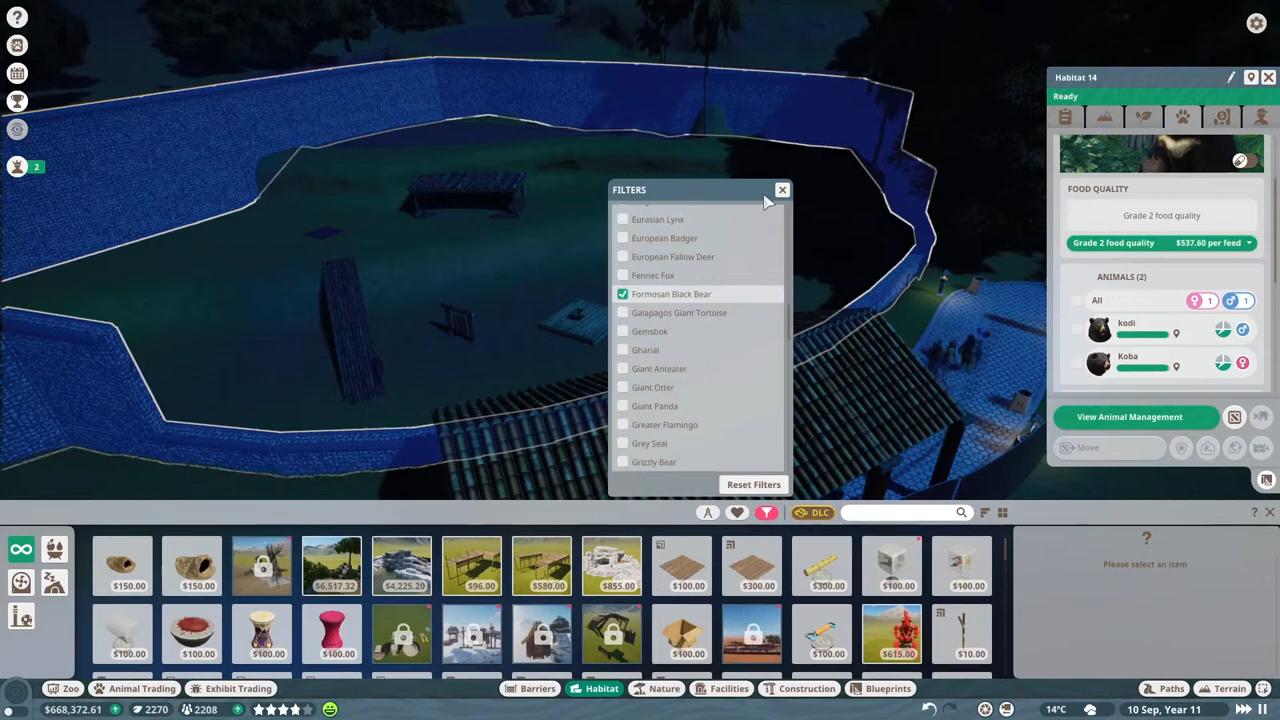 ?
2
FILTERS
Eurasian Lynx
European Badger
European Fallow Deer
Fennec Fox
Formosan Black Bear
Galapagos Giant Tortoise
Gemsbok
Gharial
Giant Anteater
Giant Otter
Giant Panda
Greater Flamingo
Grey Seal
Grizzly Bear
Reset Filters
Habitat 14
Ready
FOOD QUALITY
Grade 2 food quality
Grade 2 food quality $537.60 per feed
ANIMALS (2)
All 1 1
kodi
Koba
View Animal Management
Move
DLC
?
$150.00 $150.00 $6,517.32 $4,225.20 $96.00 $580.00 $855.00 $100.00 $300.00 $300.00 $100.00 $100.00
$100.00 $100.00 $100.00 $100.00 $100.00 $100.00 $615.00 $10.00
?
Please select an item
Zoo Animal Trading Exhibit Trading Barriers Habitat Nature Facilities Construction Blueprints Paths Terrain
$668,372.61 2270 2208 14°C 10 Sep, Year 11